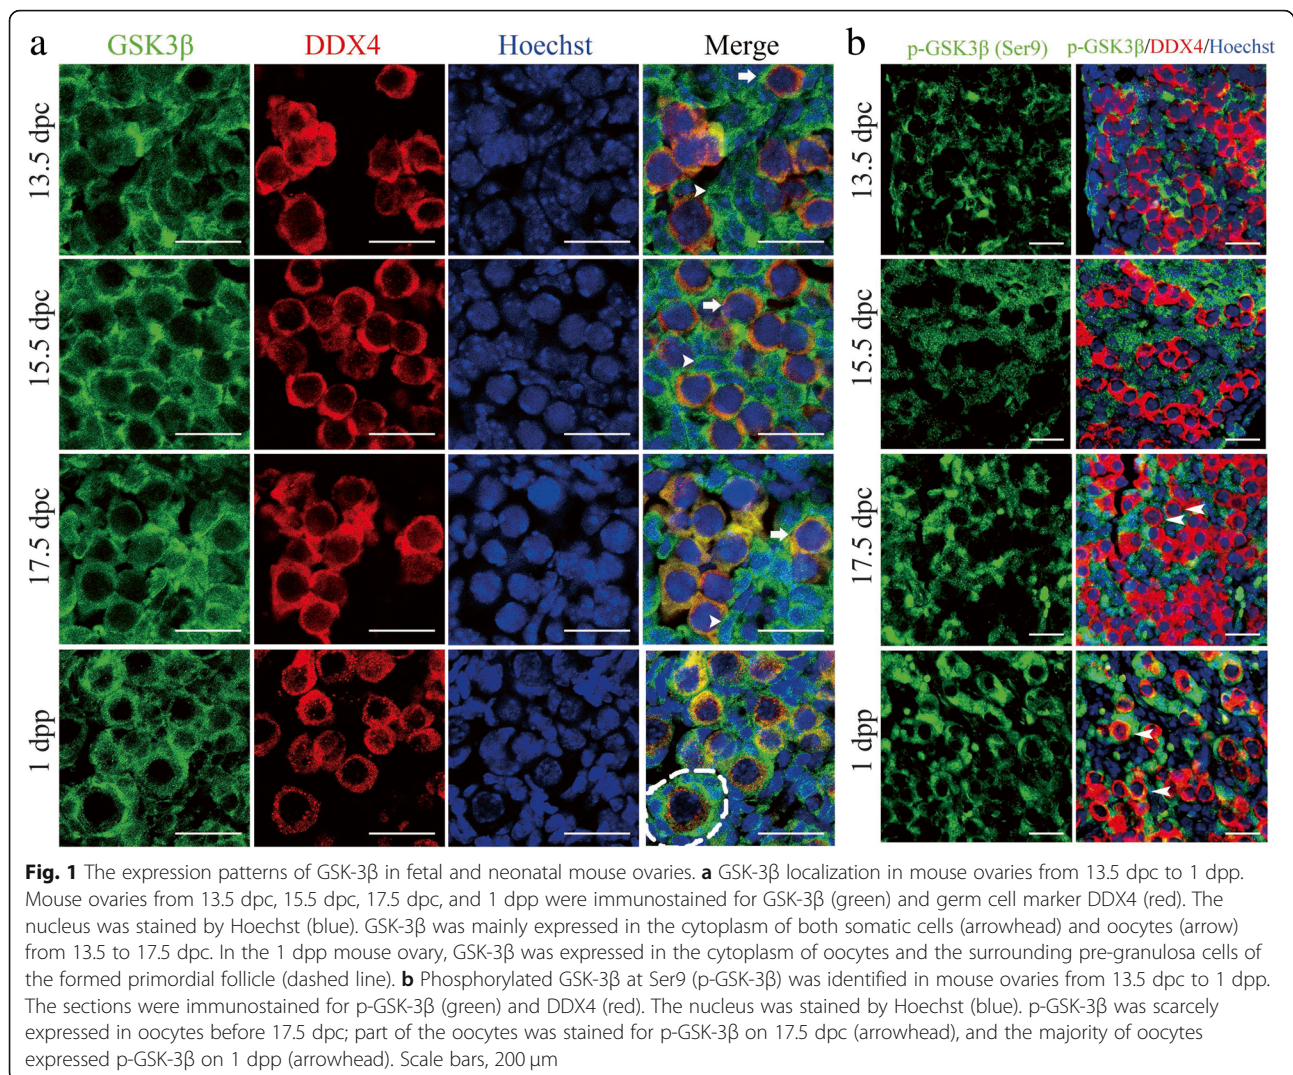 a
GSK3β DDX4 Hoechst Merge
13.5 dpc
15.5 dpc
17.5 dpc
1 dpp
b
p-GSK3β (Ser9) p-GSK3β/DDX4/Hoechst
13.5 dpc
15.5 dpc
17.5 dpc
1 dpp
Fig. 1 The expression patterns of GSK-3β in fetal and neonatal mouse ovaries. a GSK-3β localization in mouse ovaries from 13.5 dpc to 1 dpp.
Mouse ovaries from 13.5 dpc, 15.5 dpc, 17.5 dpc, and 1 dpp were immunostained for GSK-3β (green) and germ cell marker DDX4 (red). The
nucleus was stained by Hoechst (blue). GSK-3β was mainly expressed in the cytoplasm of both somatic cells (arrowhead) and oocytes (arrow)
from 13.5 to 17.5 dpc. In the 1 dpp mouse ovary, GSK-3β was expressed in the cytoplasm of oocytes and the surrounding pre-granulosa cells of
the formed primordial follicle (dashed line). b Phosphorylated GSK-3β at Ser9 (p-GSK-3β) was identified in mouse ovaries from 13.5 dpc to 1 dpp.
The sections were immunostained for p-GSK-3β (green) and DDX4 (red). The nucleus was stained by Hoechst (blue). p-GSK-3β was scarcely
expressed in oocytes before 17.5 dpc; part of the oocytes was stained for p-GSK-3β on 17.5 dpc (arrowhead), and the majority of oocytes
expressed p-GSK-3β on 1 dpp (arrowhead). Scale bars, 200 μm